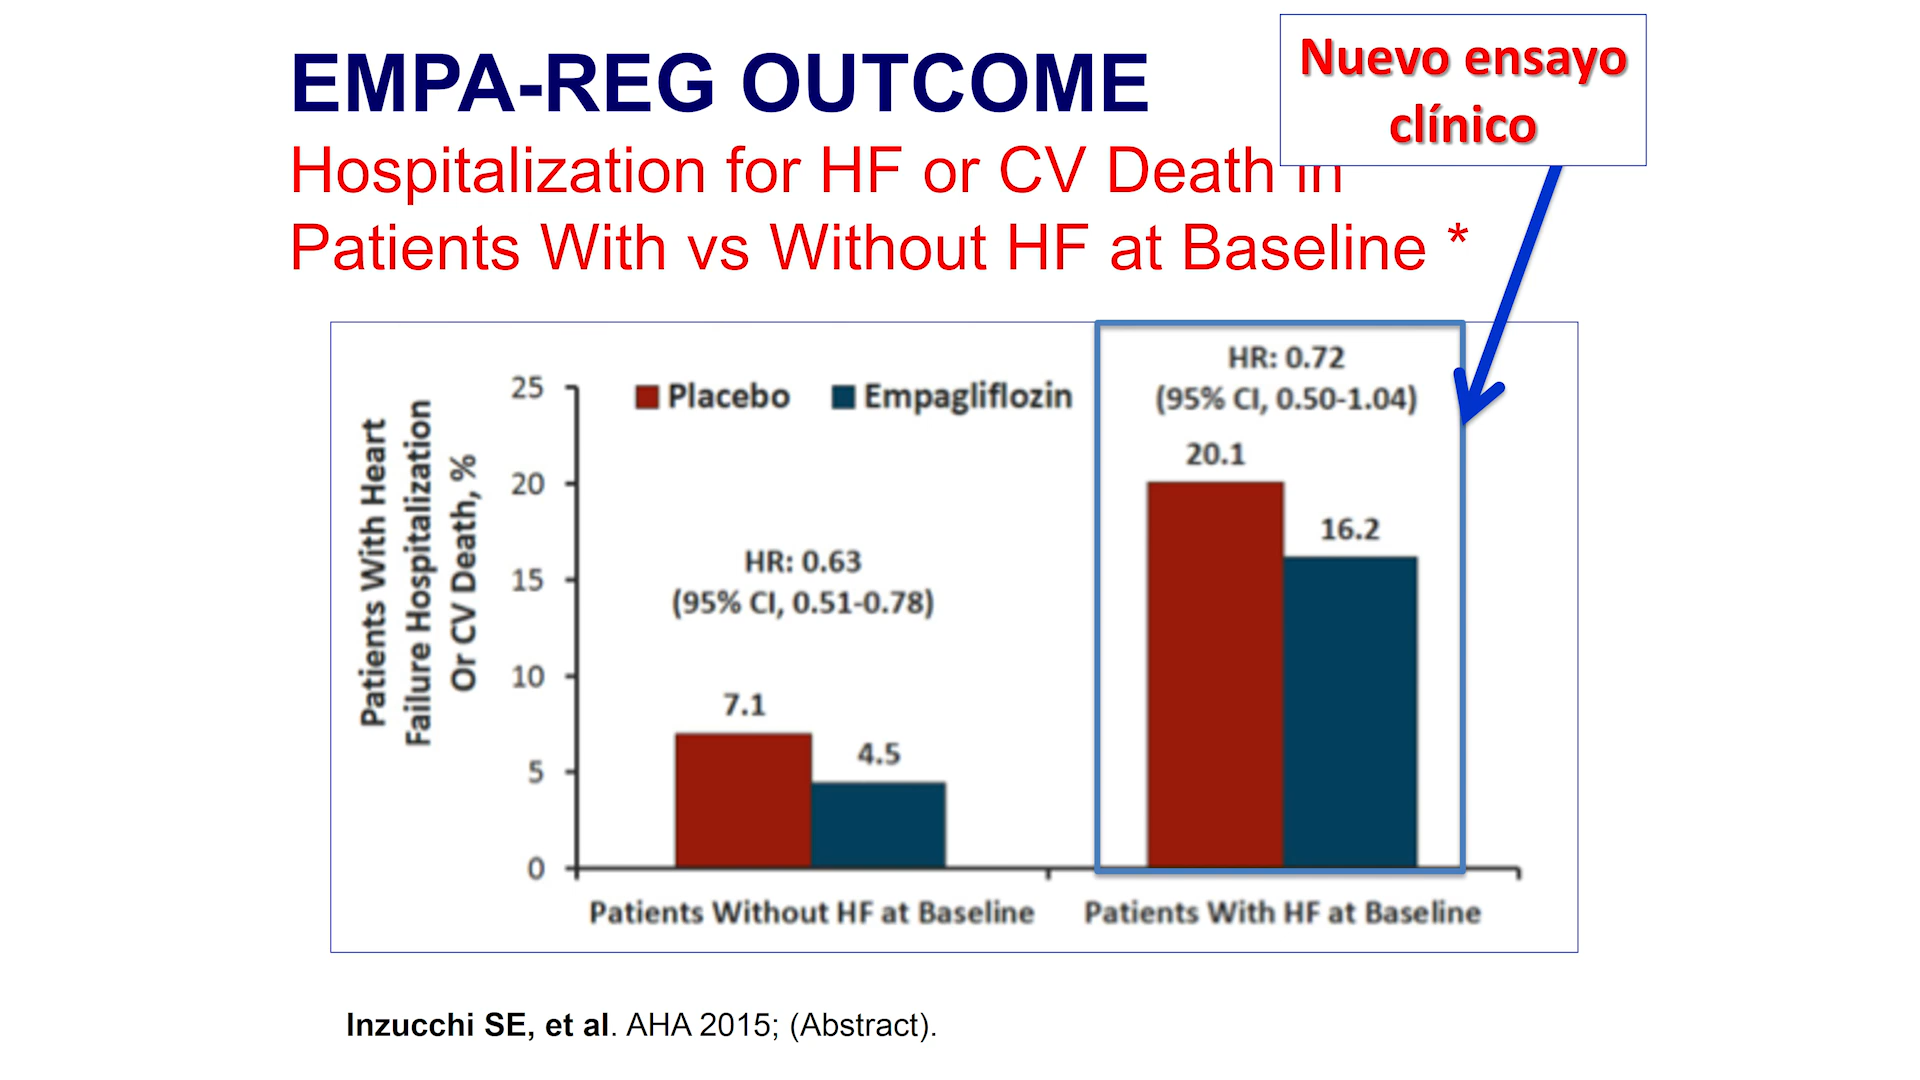 EMPA-REG OUTCOME
Nuevo ensayo
clínico
Hospitalization for HF or CV Death in
Patients With vs Without HF at Baseline *
Patients With Heart
Failure Hospitalization
Or CV Death, %
25
20
15
10
5
0
Placebo
Empagliflozin
HR: 0.63
(95% CI, 0.51-0.78)
7.1
4.5
HR: 0.72
(95% CI, 0.50-1.04)
20.1
16.2
Patients Without HF at Baseline
Patients With HF at Baseline
Inzucchi SE, et al. AHA 2015; (Abstract).